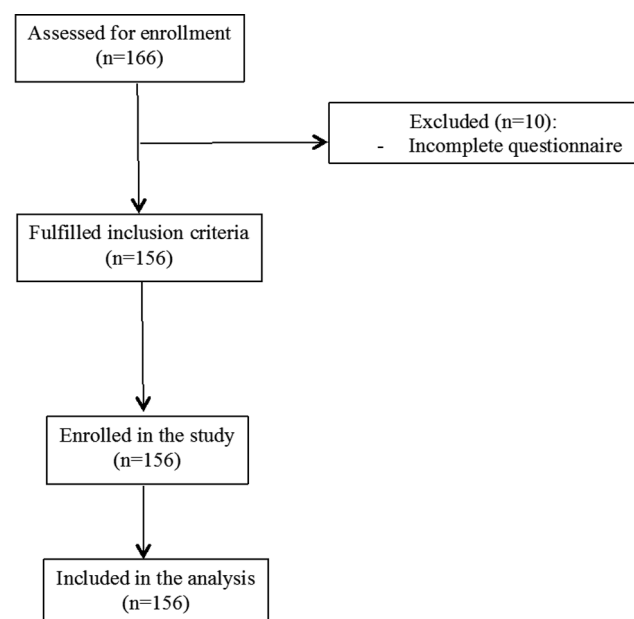 Assessed for enrollment
(n=166)
Excluded (n=10):
- Incomplete questionnaire
Fulfilled inclusion criteria
(n=156)
Enrolled in the study
(n=156)
Included in the analysis
(n=156)